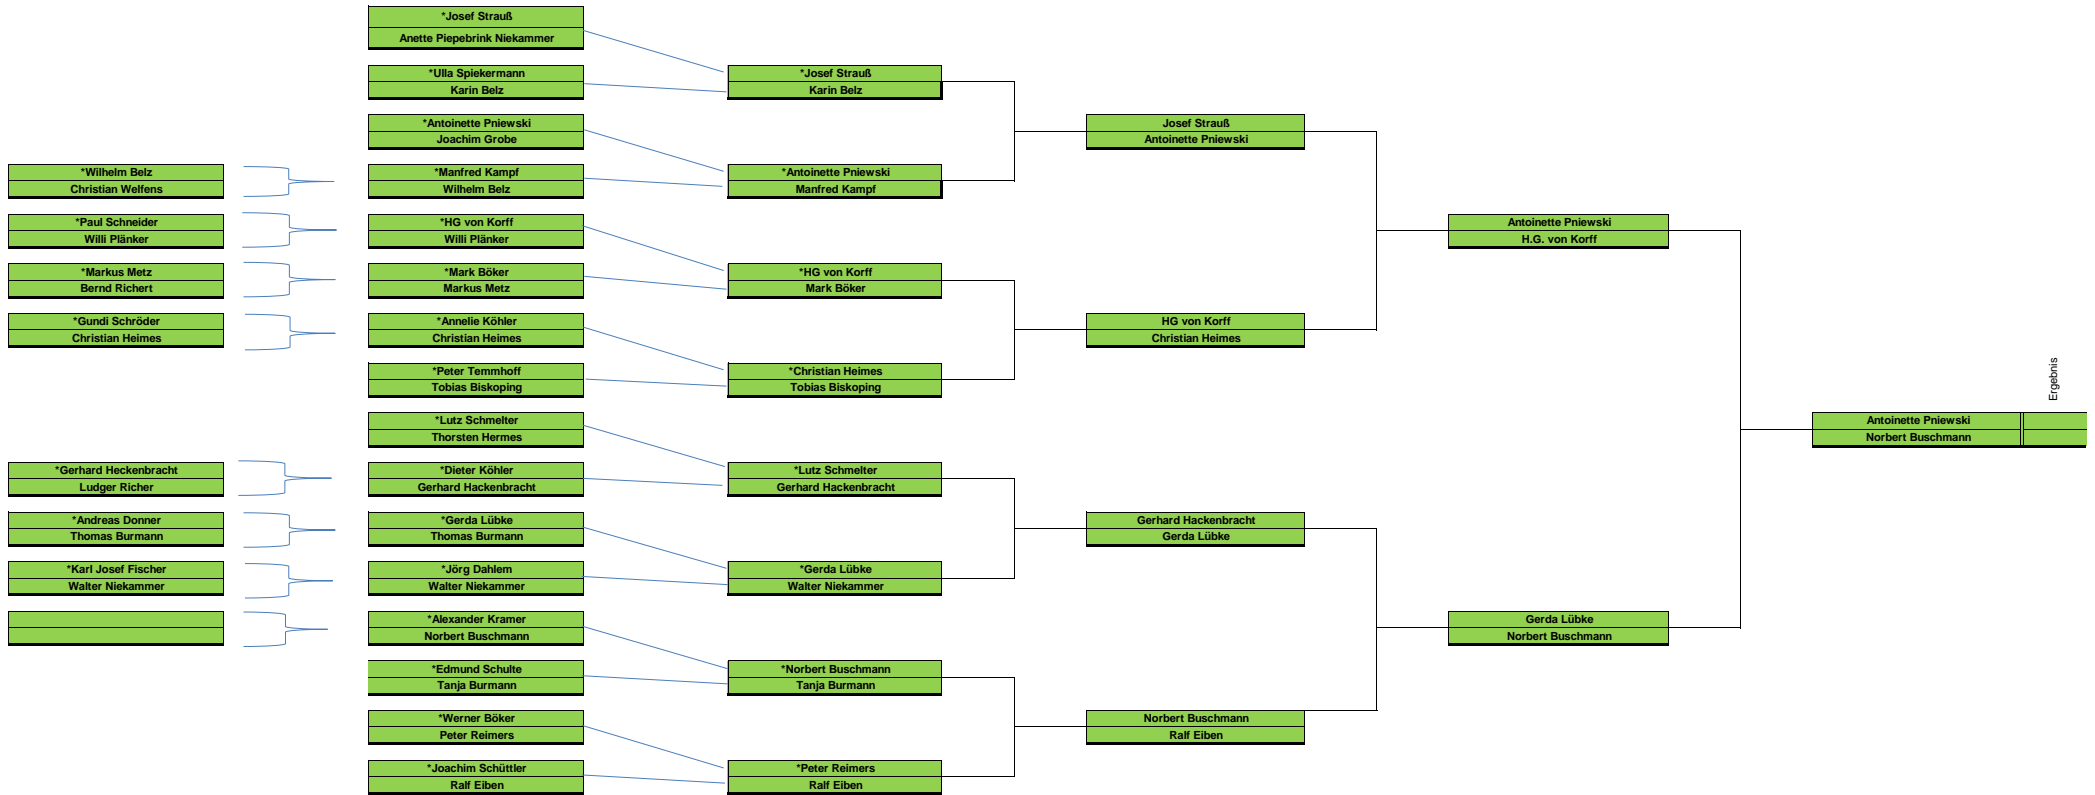 *Wilhelm Belz
Christian Welfens
*Paul Schneider
Willi Plänker
*Markus Metz
Bernd Richert
*Gundi Schröder
Christian Heimes
*Gerhard Heckenbracht
Ludger Richer
*Andreas Donner
Thomas Burmann
*Karl Josef Fischer
Walter Niekammer
*Josef Strauß
Anette Piepebrink Niekammer
*Ulla Spiekermann
Karin Belz
*Antoinette Pniewski
Joachim Grobe
*Manfred Kampf
Wilhelm Belz
*HG von Korff
Willi Plänker
*Mark Böker
Markus Metz
*Annelie Köhler
Christian Heimes
*Peter Temmhoff
Tobias Biskoping
*Lutz Schmelter
Thorsten Hermes
*Dieter Köhler
Gerhard Hackenbracht
*Gerda Lübke
Thomas Burmann
*Jörg Dahlem
Walter Niekammer
*Alexander Kramer
Norbert Buschmann
*Edmund Schulte
Tanja Burmann
*Werner Böker
Peter Reimers
*Joachim Schüttler
Ralf Eiben
*Josef Strauß
Karin Belz
*Antoinette Pniewski
Manfred Kampf
*HG von Korff
Mark Böker
*Christian Heimes
Tobias Biskoping
*Lutz Schmelter
Gerhard Hackenbracht
*Gerda Lübke
Walter Niekammer
*Norbert Buschmann
Tanja Burmann
*Peter Reimers
Ralf Eiben
Josef Strauß
Antoinette Pniewski
HG von Korff
Christian Heimes
Gerhard Hackenbracht
Gerda Lübke
Norbert Buschmann
Ralf Eiben
Antoinette Pniewski
H.G. von Korff
Gerda Lübke
Norbert Buschmann
Ergebnis
Antoinette Pniewski
Norbert Buschmann